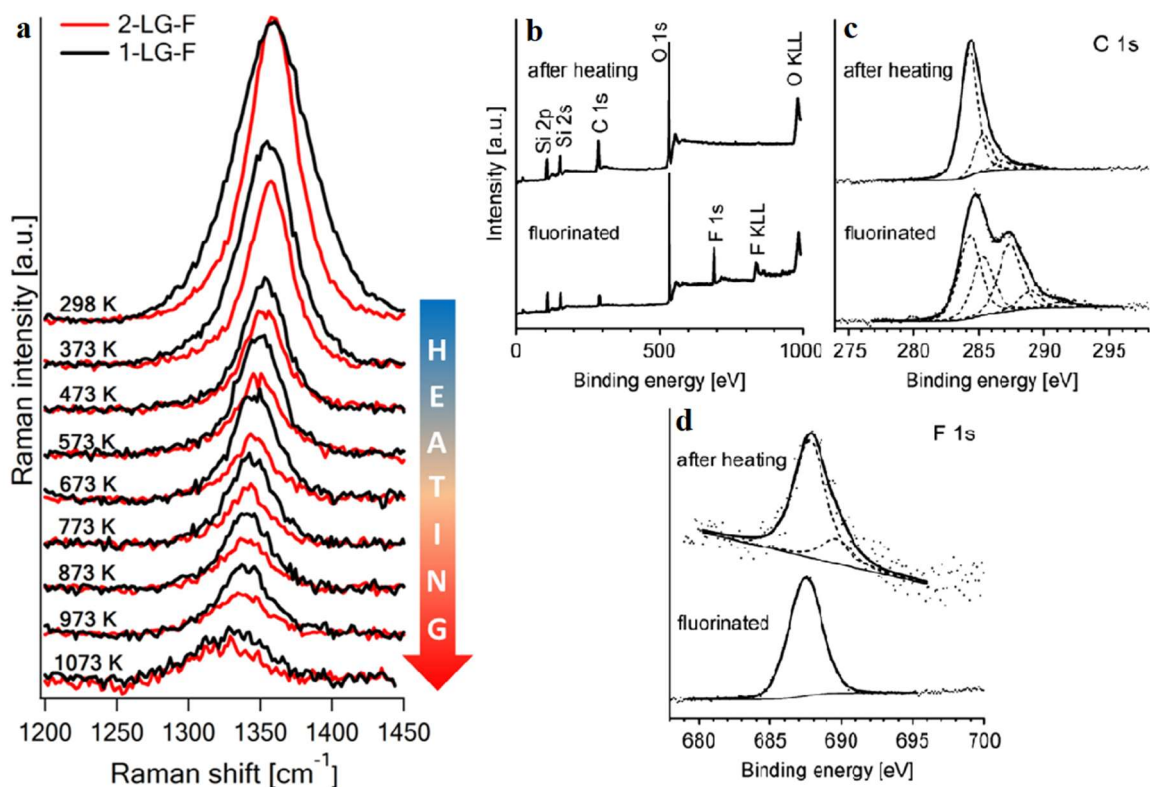 a
2-LG-F
1-LG-F
298 K
373 K
473 K
573 K
673 K
773 K
873 K
973 K
1073 K
HEATING
Raman intensity [a.u.]
1200 1250 1300 1350 1400 1450
Raman shift [cm⁻¹]
b
after heating
Si 2p
Si 2s
C 1s
O 1s
O KLL
fluorinated
F 1s
F KLL
Intensity [a.u.]
0 500 1000
Binding energy [eV]
c
C 1s
after heating
fluorinated
275 280 285 290 295
Binding energy [eV]
d
F 1s
after heating
fluorinated
680 685 690 695 700
Binding energy [eV]